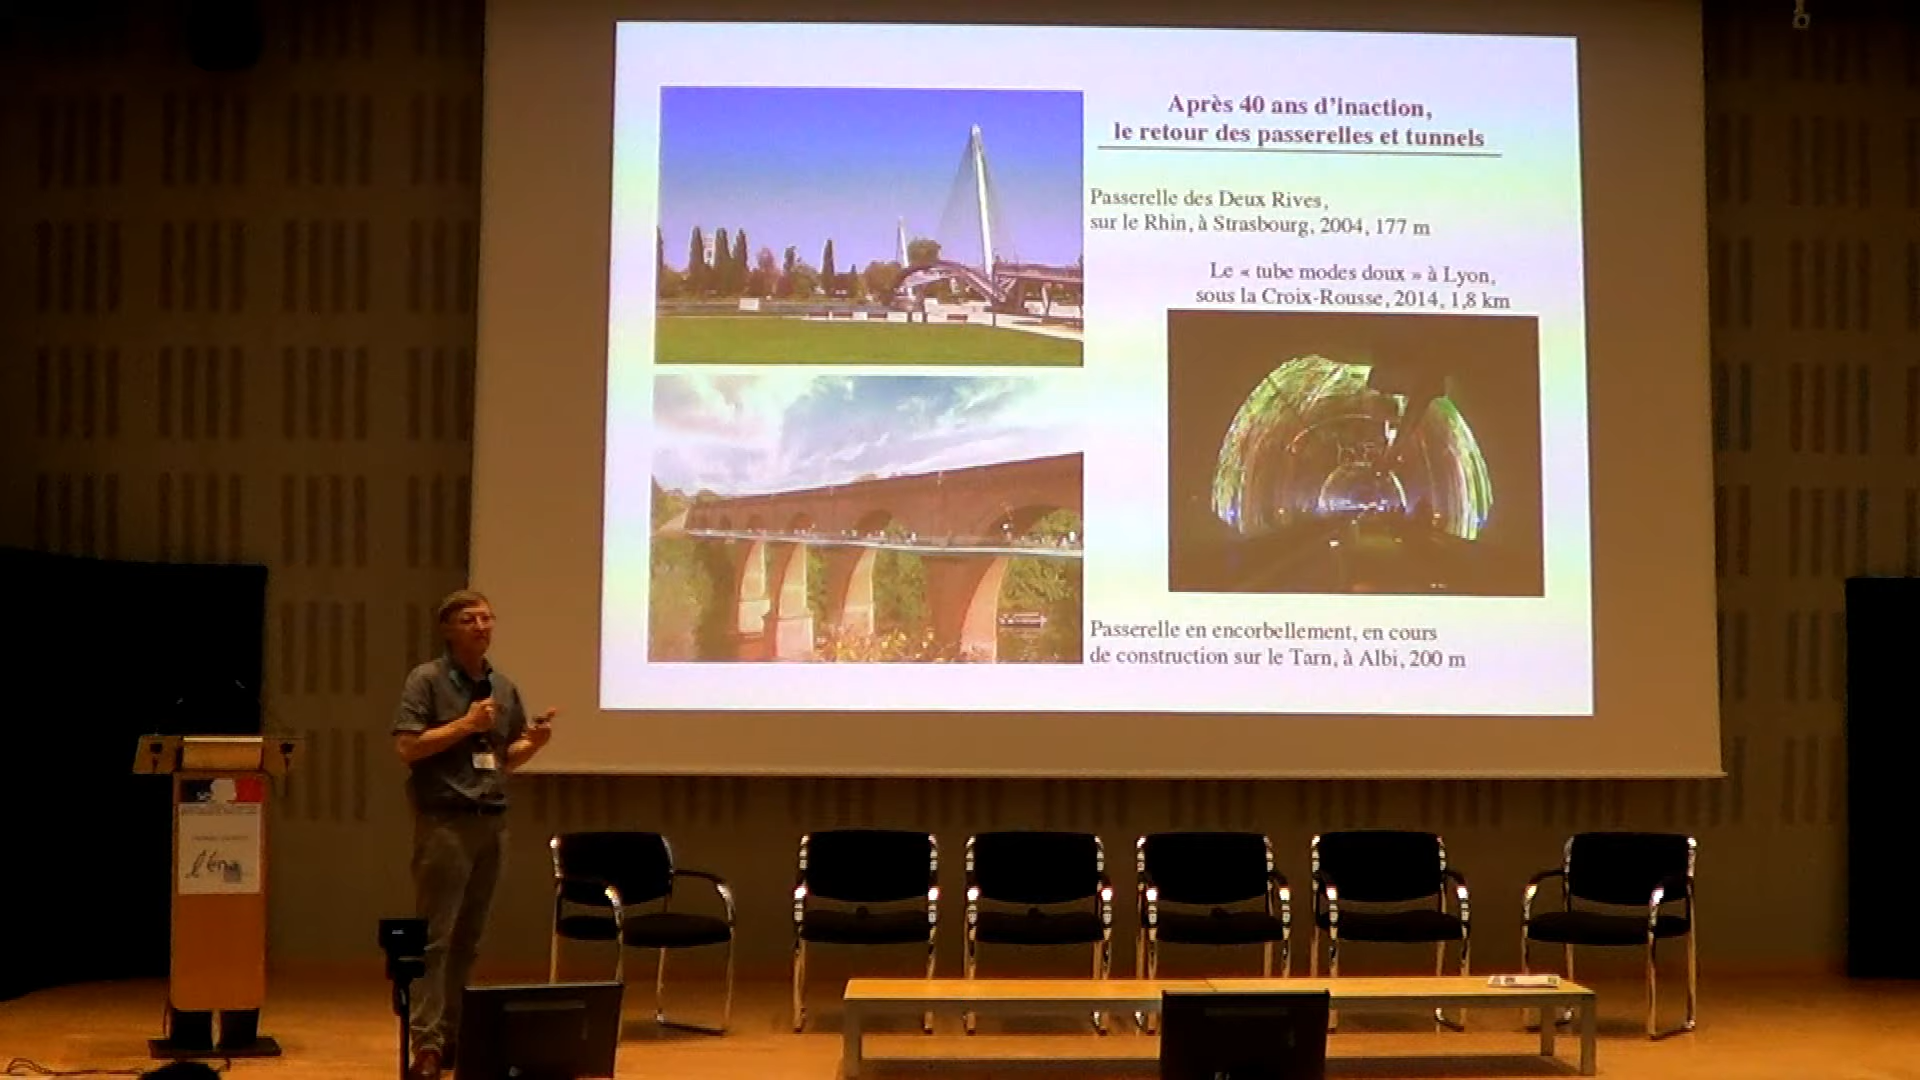 Après 40 ans d’inaction,
le retour des passerelles et tunnels
Passerelle des Deux Rives,
sur le Rhin, à Strasbourg, 2004, 177 m
Le « tube modes doux » à Lyon,
sous la Croix-Rousse, 2014, 1,8 km
Passerelle en encorbellement, en cours
de construction sur le Tarn, à Albi, 200 m
l'éna